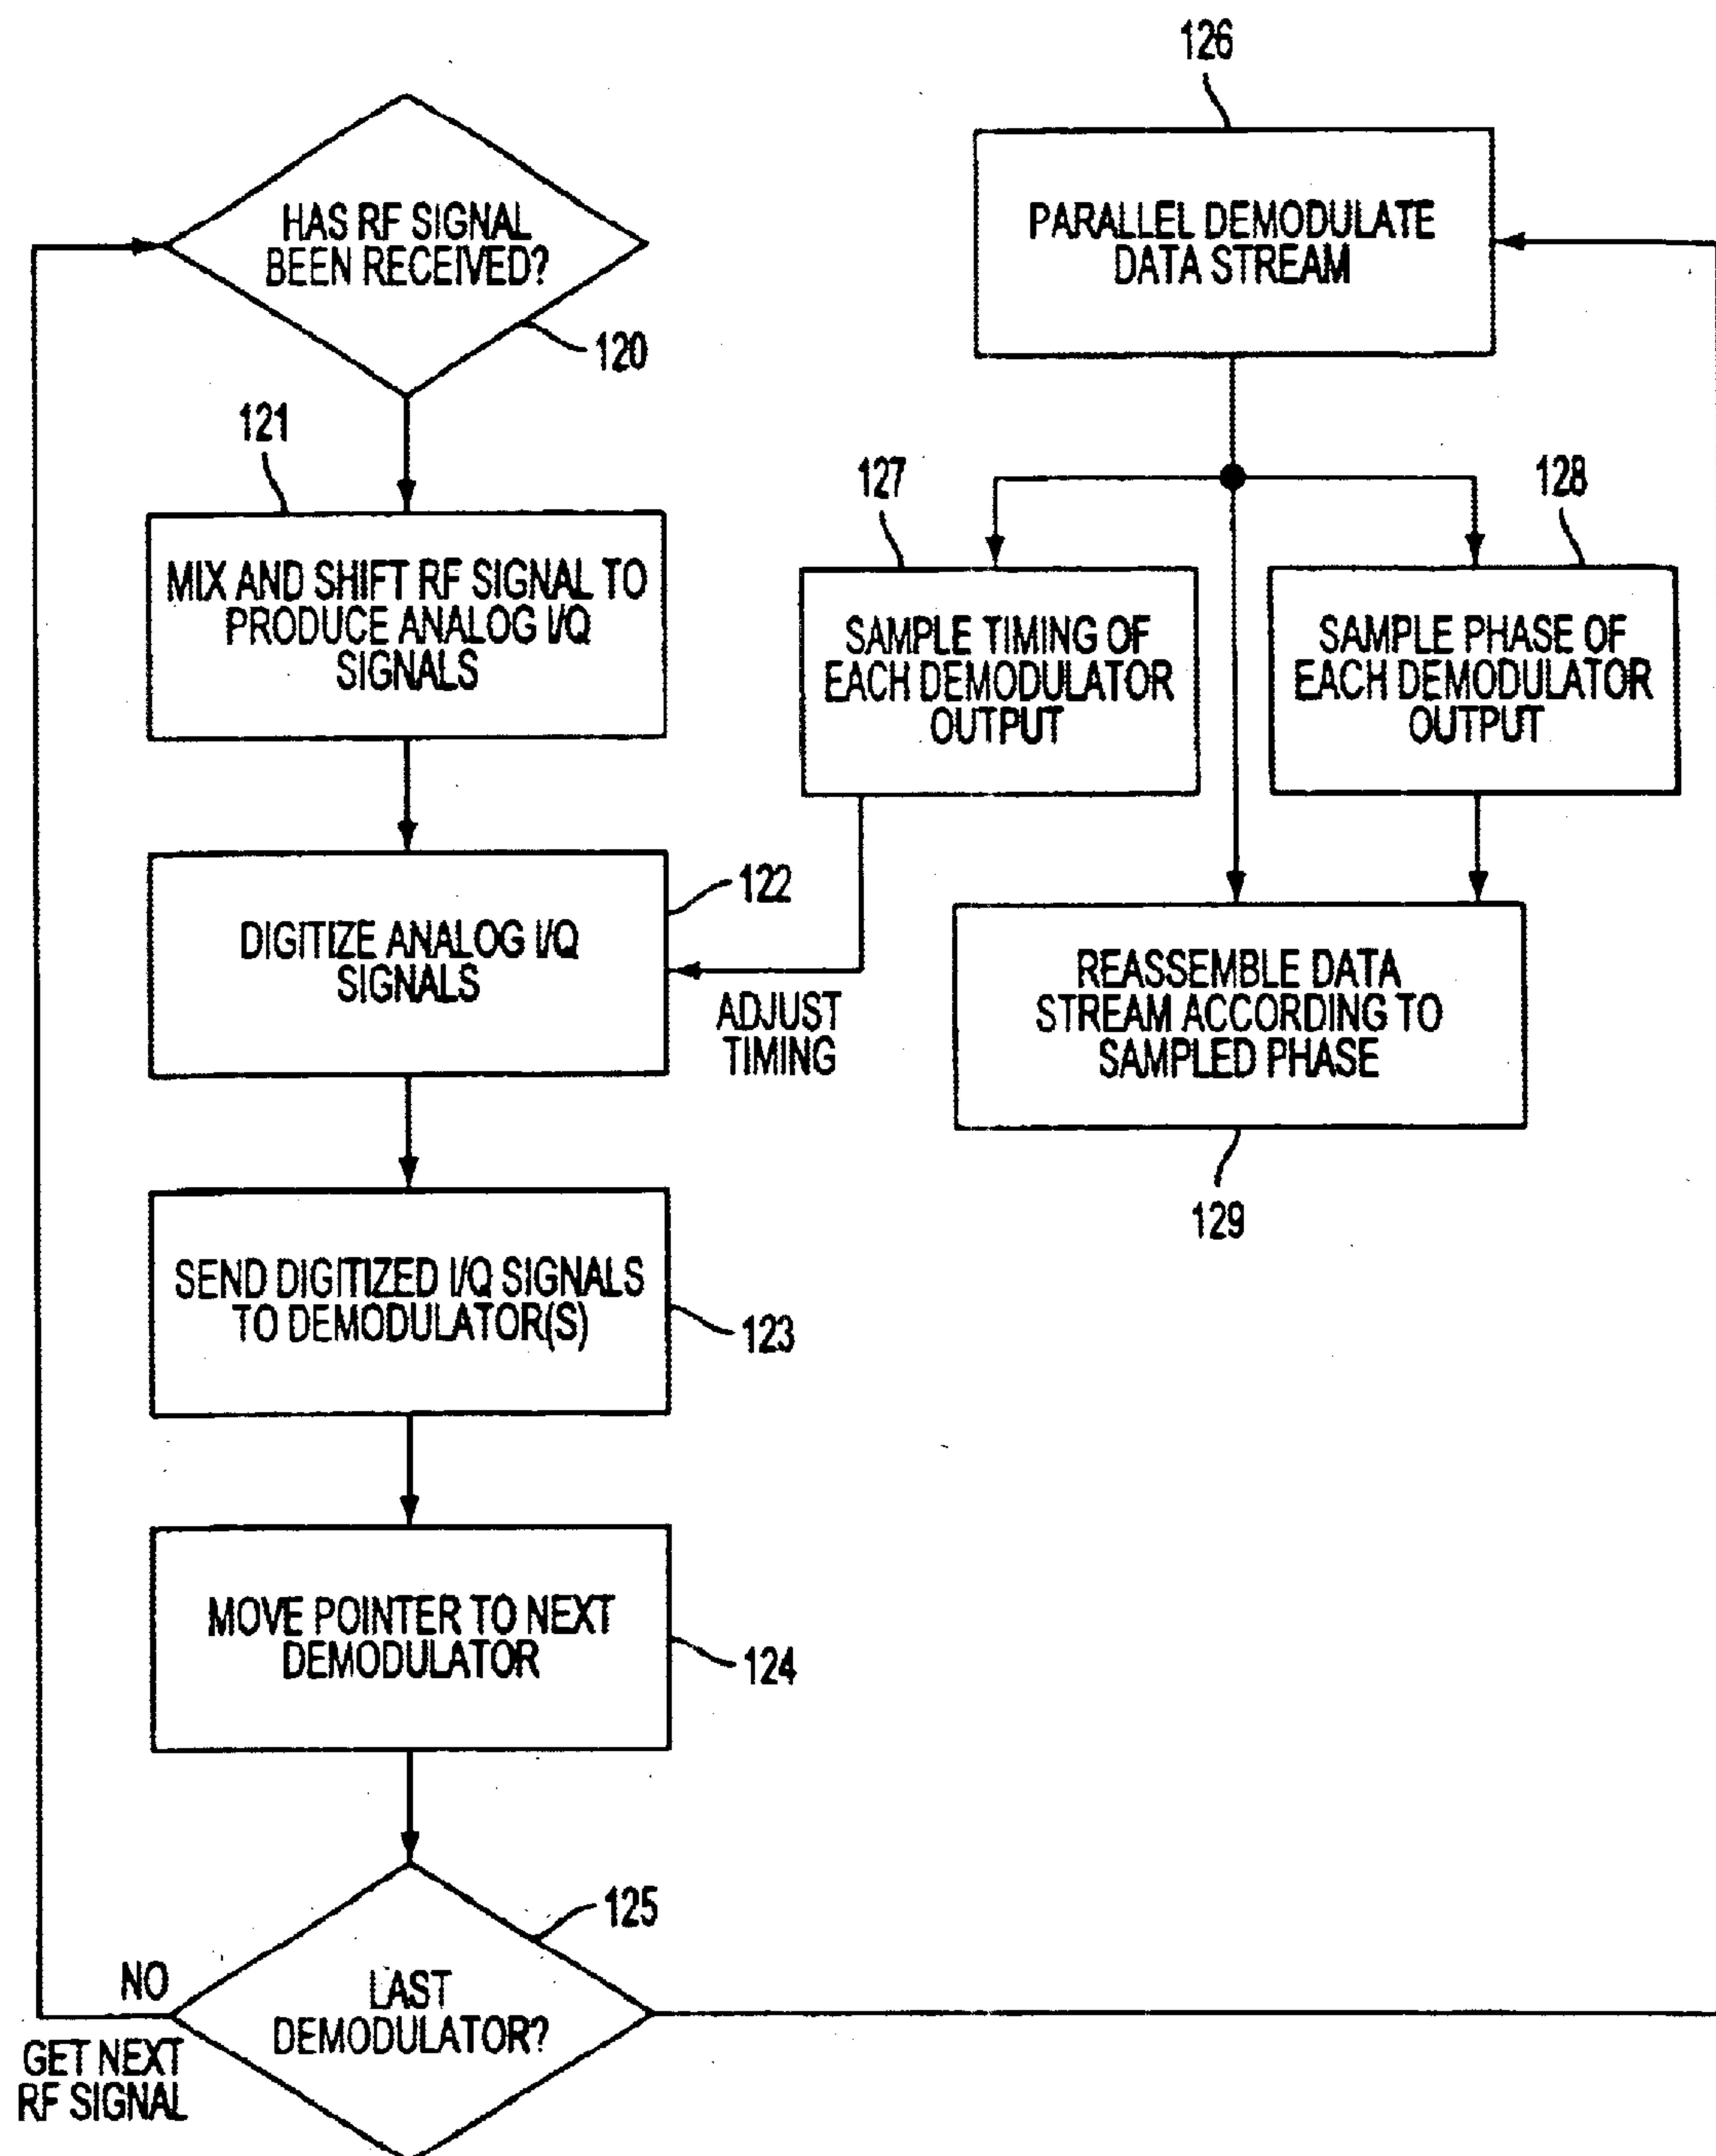 HAS RF SIGNAL
BEEN RECEIVED?
120
121
MIX AND SHIFT RF SIGNAL TO
PRODUCE ANALOG I/Q
SIGNALS
DIGITIZE ANALOG I/Q
SIGNALS
122
ADJUST
TIMING
SEND DIGITIZED I/Q SIGNALS
TO DEMODULATOR(S)
123
MOVE POINTER TO NEXT
DEMODULATOR
124
125
LAST
DEMODULATOR?
NO
GET NEXT
RF SIGNAL
126
PARALLEL DEMODULATE
DATA STREAM
127
SAMPLE TIMING OF
EACH DEMODULATOR
OUTPUT
128
SAMPLE PHASE OF
EACH DEMODULATOR
OUTPUT
REASSEMBLE DATA
STREAM ACCORDING TO
SAMPLED PHASE
129